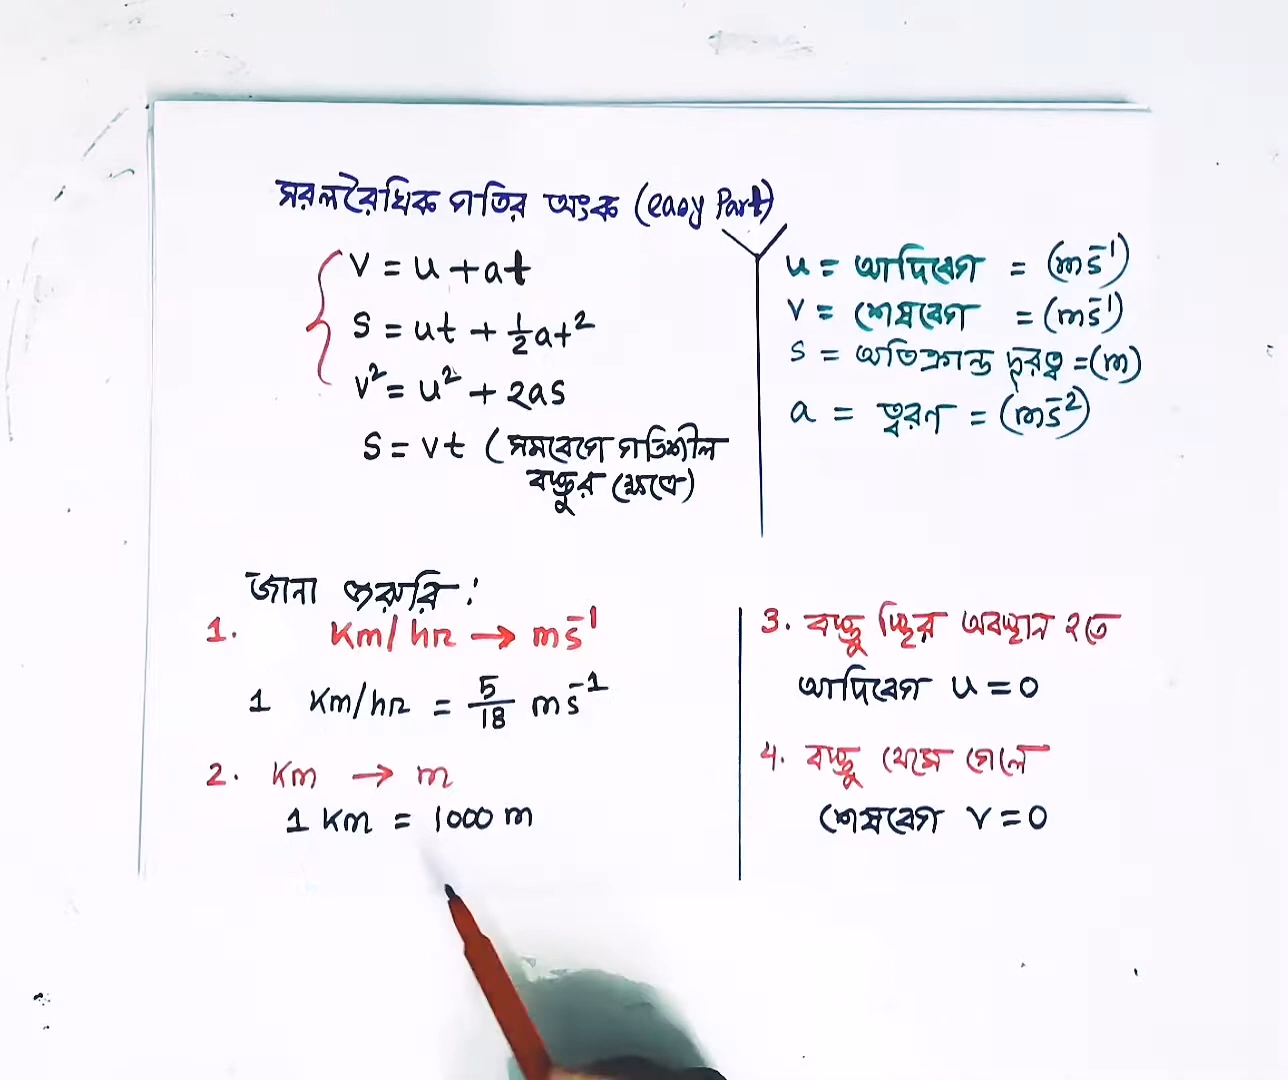 সরলরৈখিক গতির অংক (easy Part)
v = u + at
s = ut + ½at²
v² = u² + 2as
s = vt (সমবেগে গতিশীল
বস্তুর ক্ষেত্রে)
u = আদিবেগ = (ms⁻¹)
v = শেষবেগ = (ms⁻¹)
s = অতিক্রান্ত দূরত্ব = (m)
a = ত্বরণ = (ms⁻²)
জানা জরুরি :
1. Km/hr → ms⁻¹
1 Km/hr = 5/18 ms⁻¹
2. Km → m
1 Km = 1000 m
3. বস্তু স্থির অবস্থান হতে
আদিবেগ u = 0
4. বস্তু থেমে গেলে
শেষবেগ v = 0